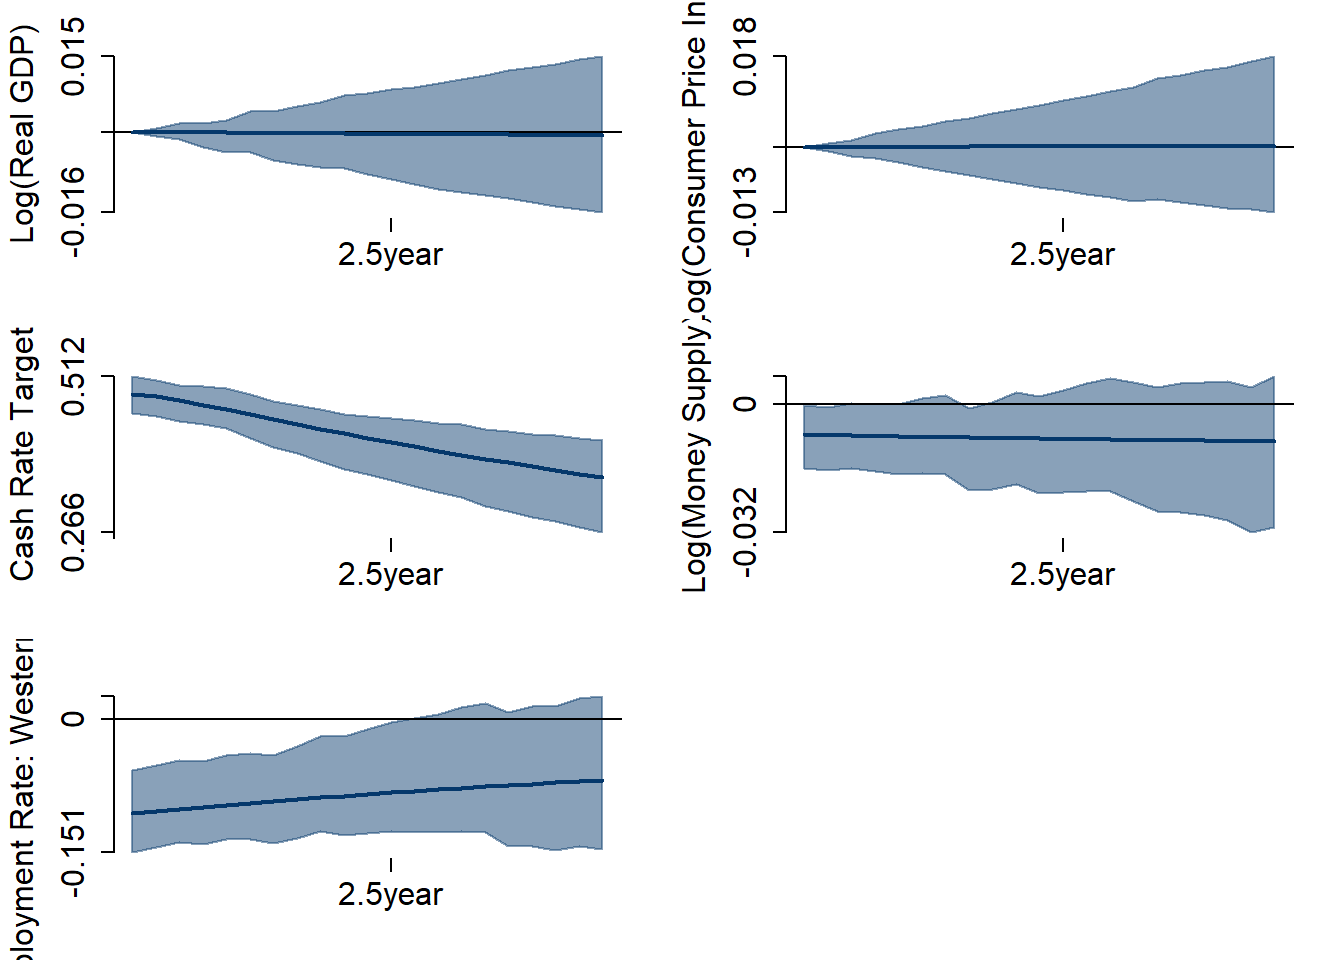 Log(Real GDP)
0.015
-0.016
2.5year
Log(Consumer Price In
0.018
-0.013
2.5year
Cash Rate Target
0.512
0.266
2.5year
Log(Money Supply)
0
-0.032
2.5year
ployment Rate: Western
0
-0.151
2.5year